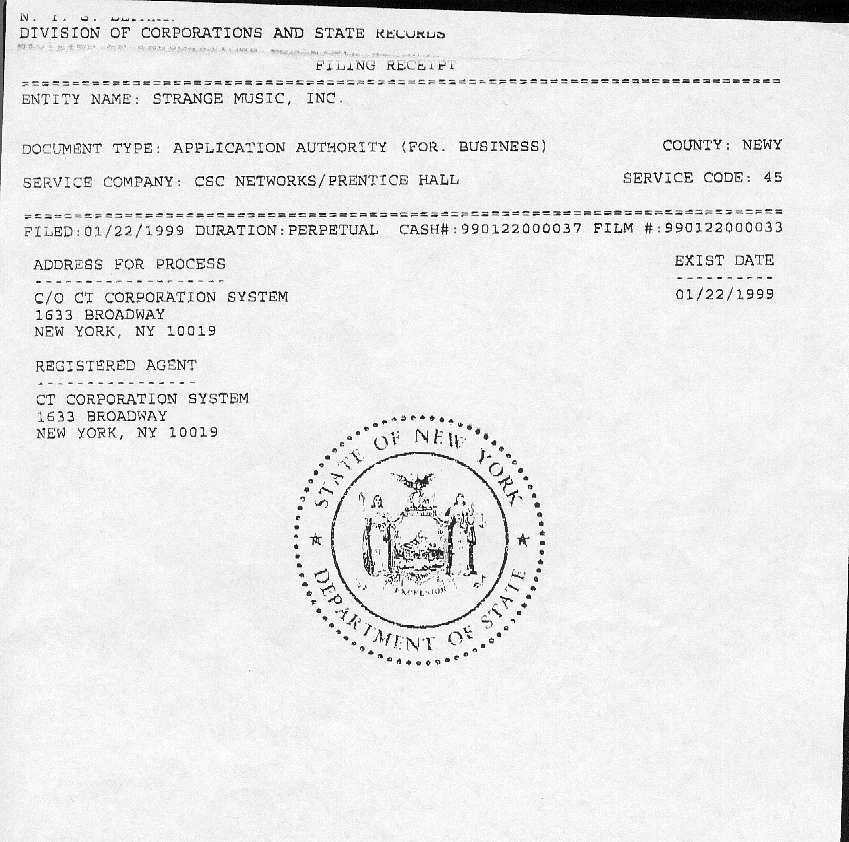 DIVISION OF CORPORATIONS AND STATE RECORDS
FILING RECEIPT
ENTITY NAME: STRANGE MUSIC, INC.
DOCUMENT TYPE: APPLICATION AUTHORITY (FOR. BUSINESS) COUNTY: NEWY
SERVICE COMPANY: CSC NETWORKS/PRENTICE HALL SERVICE CODE: 45
FILED:01/22/1999 DURATION:PERPETUAL CASH#:990122000037 FILM #:990122000033
ADDRESS FOR PROCESS EXIST DATE
C/O CT CORPORATION SYSTEM 01/22/1999
1633 BROADWAY
NEW YORK, NY 10019
REGISTERED AGENT
CT CORPORATION SYSTEM
1633 BROADWAY
NEW YORK, NY 10019
STATE OF NEW YORK
EXCELSIOR
DEPARTMENT OF STATE